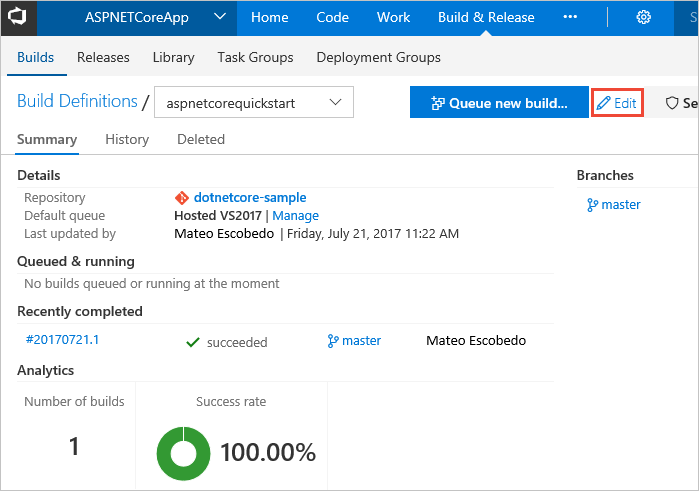 ASPNETCoreApp Home Code Work Build & Release ...
Builds Releases Library Task Groups Deployment Groups
Build Definitions / aspnetcorequickstart Queue new build... Edit Se
Summary History Deleted
Details Branches
Repository dotnetcore-sample master
Default queue Hosted VS2017 | Manage
Last updated by Mateo Escobedo | Friday, July 21, 2017 11:22 AM
Queued & running
No builds queued or running at the moment
Recently completed
#20170721.1 succeeded master Mateo Escobedo
Analytics
Number of builds Success rate
1 100.00%